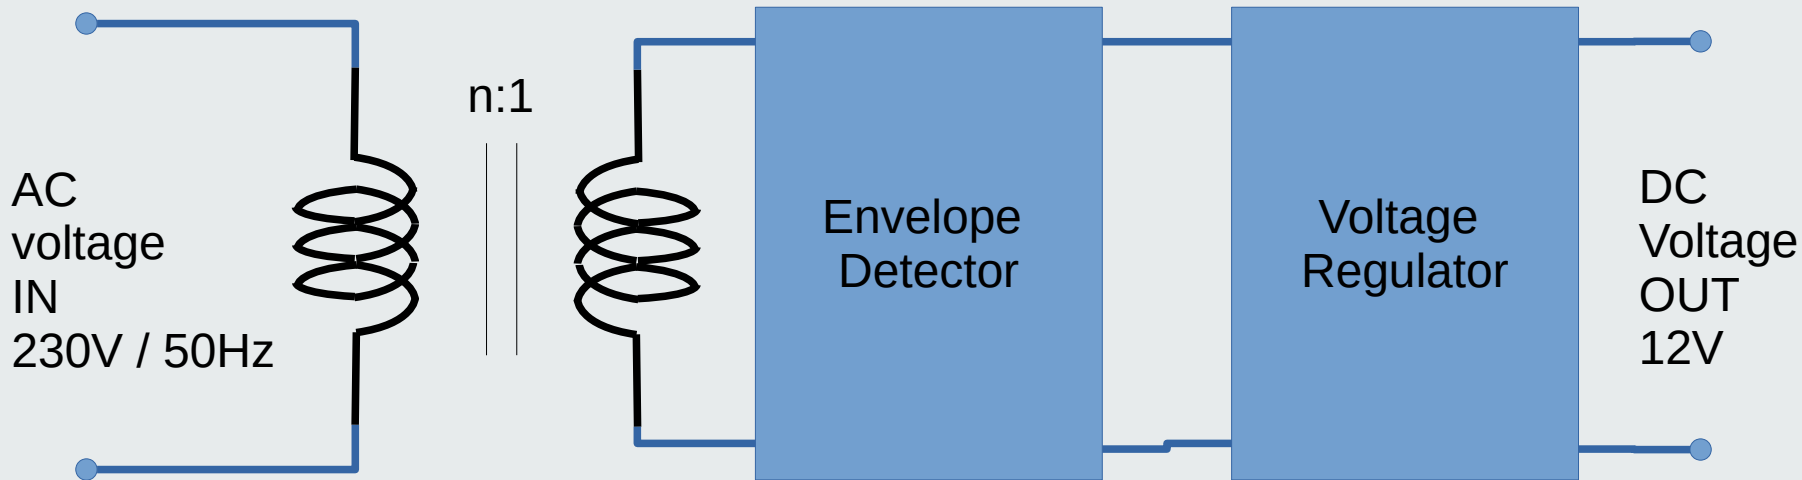 AC
voltage
IN
230V / 50Hz
n:1
Envelope
Detector
Voltage
Regulator
DC
Voltage
OUT
12V